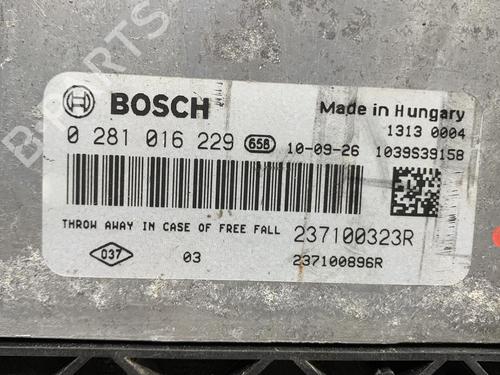 BOSCH
Made in Hungary
1313 0004
0 281 016 229 658 10-09-26 1039S39158
THROW AWAY IN CASE OF FREE FALL 237100323R
037 03 237100896R